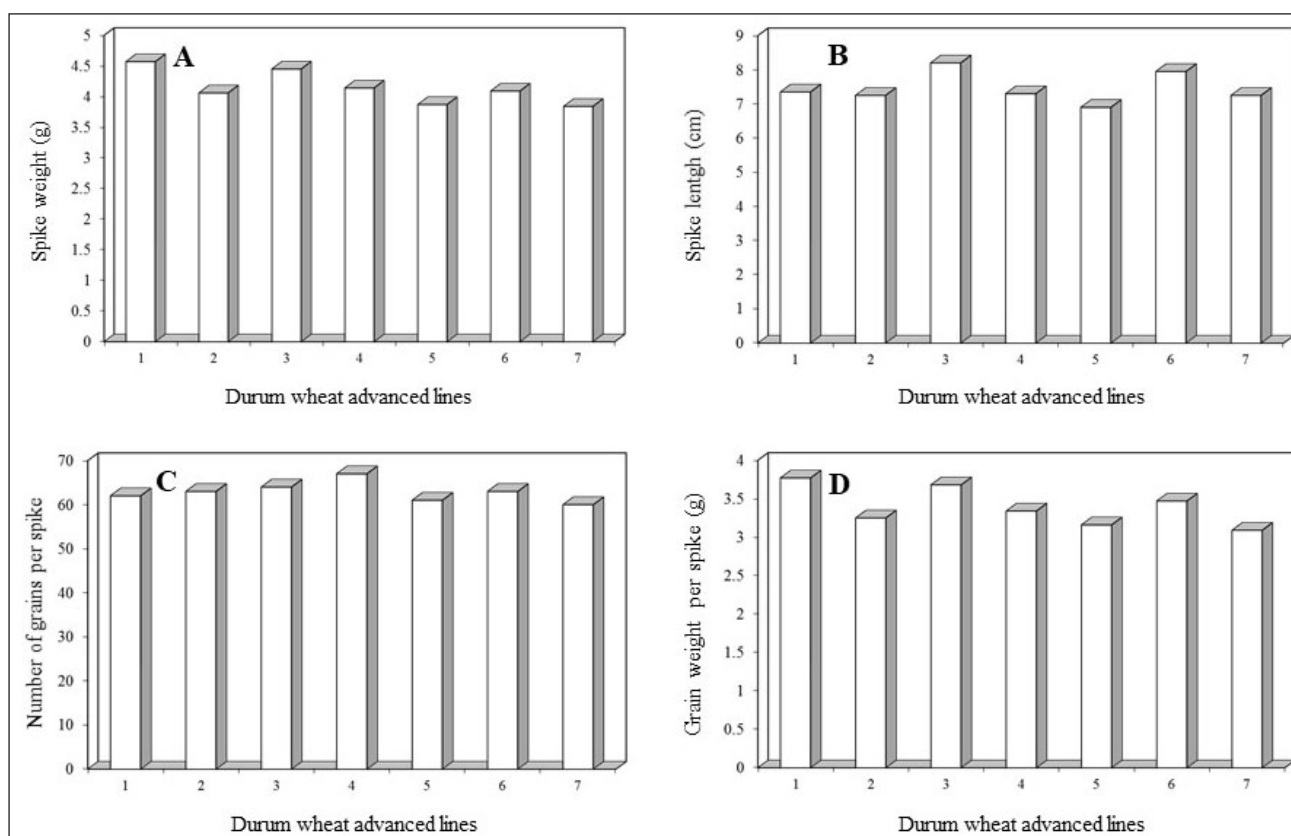 A
Spike weight (g)
5
4.5
4
3.5
3
2.5
2
1.5
1
0.5
0
1 2 3 4 5 6 7
Durum wheat advanced lines
B
Spike lentgh (cm)
9
8
7
6
5
4
3
2
1
0
1 2 3 4 5 6 7
Durum wheat advanced lines
C
Number of grains per spike
70
60
50
40
30
20
10
0
1 2 3 4 5 6 7
Durum wheat advanced lines
D
Grain weight per spike (g)
4
3.5
3
2.5
2
1.5
1
0.5
0
1 2 3 4 5 6 7
Durum wheat advanced lines